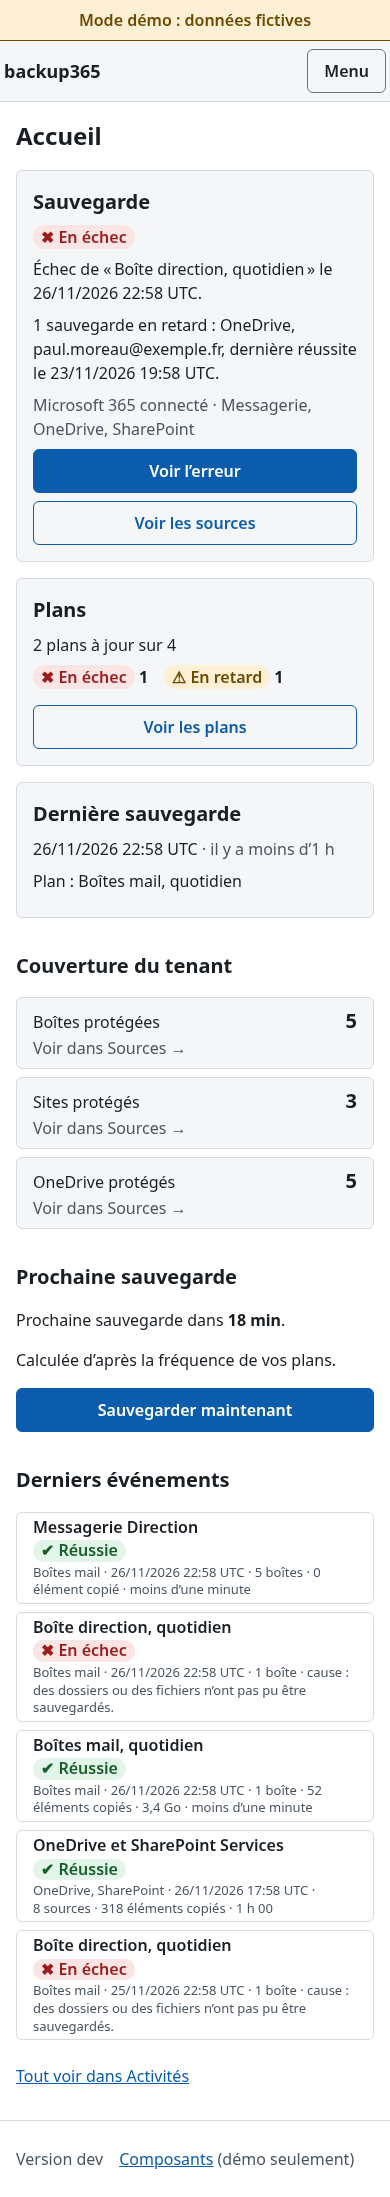 Mode démo : données fictives
backup365
Menu
Accueil
Sauvegarde
✖ En échec
Échec de « Boîte direction, quotidien » le
26/11/2026 22:58 UTC.
1 sauvegarde en retard : OneDrive,
paul.moreau@exemple.fr, dernière réussite
le 23/11/2026 19:58 UTC.
Microsoft 365 connecté · Messagerie,
OneDrive, SharePoint
Voir l’erreur
Voir les sources
Plans
2 plans à jour sur 4
✖ En échec 1 ⚠ En retard 1
Voir les plans
Dernière sauvegarde
26/11/2026 22:58 UTC · il y a moins d’1 h
Plan : Boîtes mail, quotidien
Couverture du tenant
Boîtes protégées 5
Voir dans Sources →
Sites protégés 3
Voir dans Sources →
OneDrive protégés 5
Voir dans Sources →
Prochaine sauvegarde
Prochaine sauvegarde dans 18 min.
Calculée d’après la fréquence de vos plans.
Sauvegarder maintenant
Derniers événements
Messagerie Direction
✔ Réussie
Boîtes mail · 26/11/2026 22:58 UTC · 5 boîtes · 0
élément copié · moins d’une minute
Boîte direction, quotidien
✖ En échec
Boîtes mail · 26/11/2026 22:58 UTC · 1 boîte · cause :
des dossiers ou des fichiers n’ont pas pu être
sauvegardés.
Boîtes mail, quotidien
✔ Réussie
Boîtes mail · 26/11/2026 22:58 UTC · 1 boîte · 52
éléments copiés · 3,4 Go · moins d’une minute
OneDrive et SharePoint Services
✔ Réussie
OneDrive, SharePoint · 26/11/2026 17:58 UTC ·
8 sources · 318 éléments copiés · 1 h 00
Boîte direction, quotidien
✖ En échec
Boîtes mail · 25/11/2026 22:58 UTC · 1 boîte · cause :
des dossiers ou des fichiers n’ont pas pu être
sauvegardés.
Tout voir dans Activités
Version dev Composants (démo seulement)